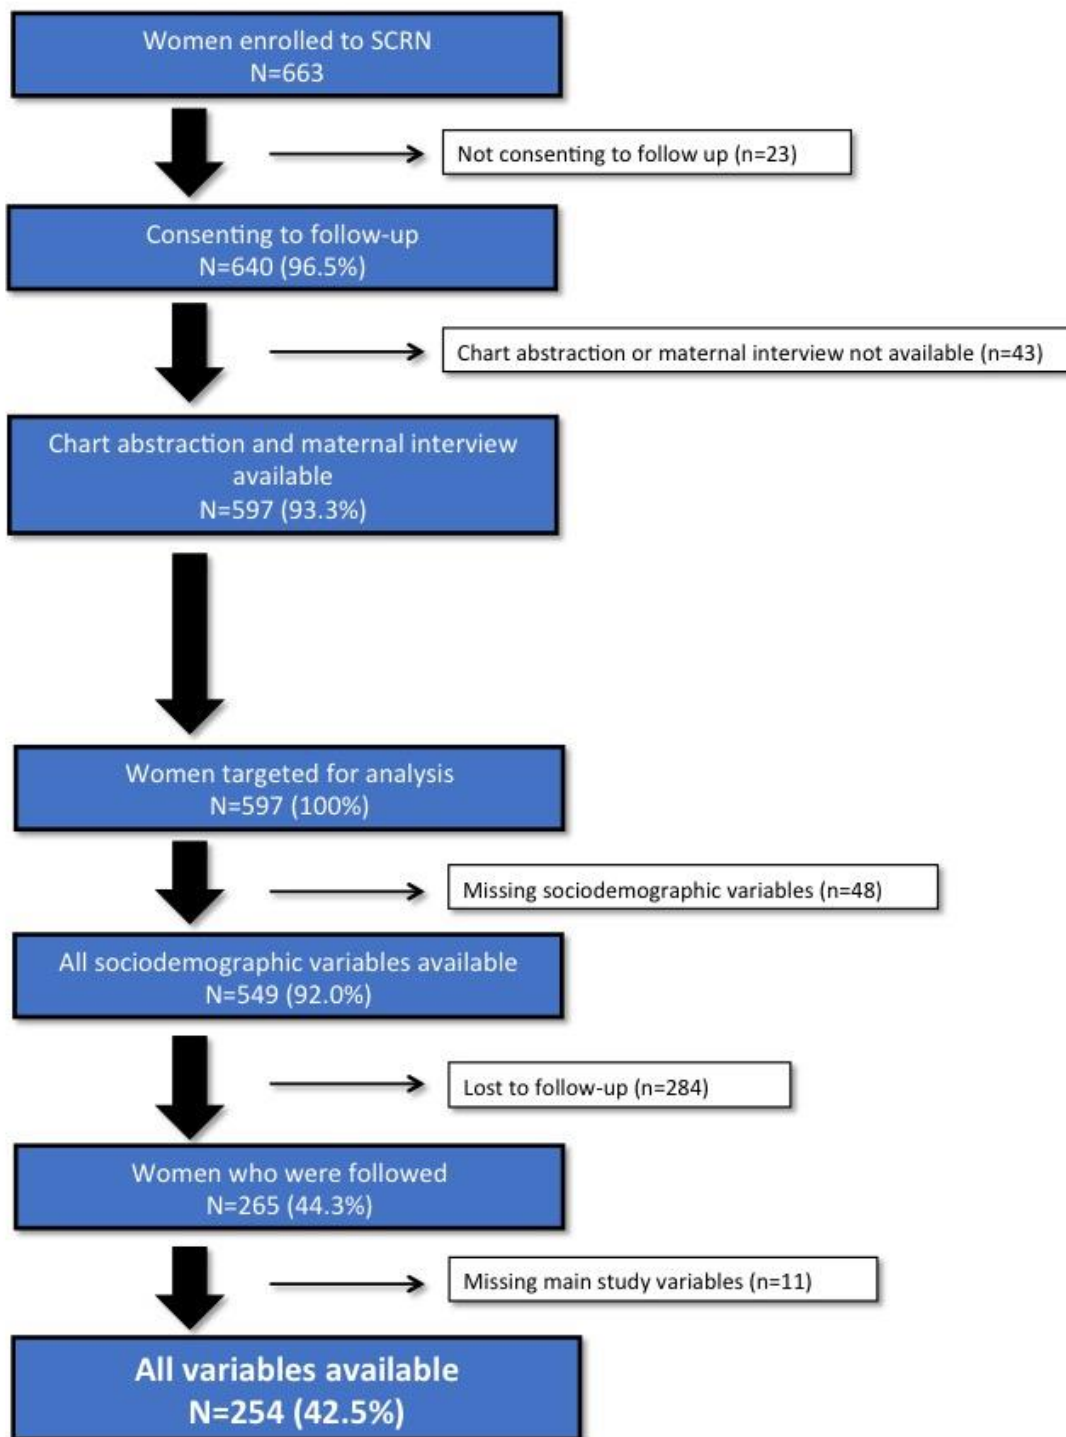 Women enrolled to SCRN
N=663
Not consenting to follow up (n=23)
Consenting to follow-up
N=640 (96.5%)
Chart abstraction or maternal interview not available (n=43)
Chart abstraction and maternal interview
available
N=597 (93.3%)
Women targeted for analysis
N=597 (100%)
Missing sociodemographic variables (n=48)
All sociodemographic variables available
N=549 (92.0%)
Lost to follow-up (n=284)
Women who were followed
N=265 (44.3%)
Missing main study variables (n=11)
All variables available
N=254 (42.5%)